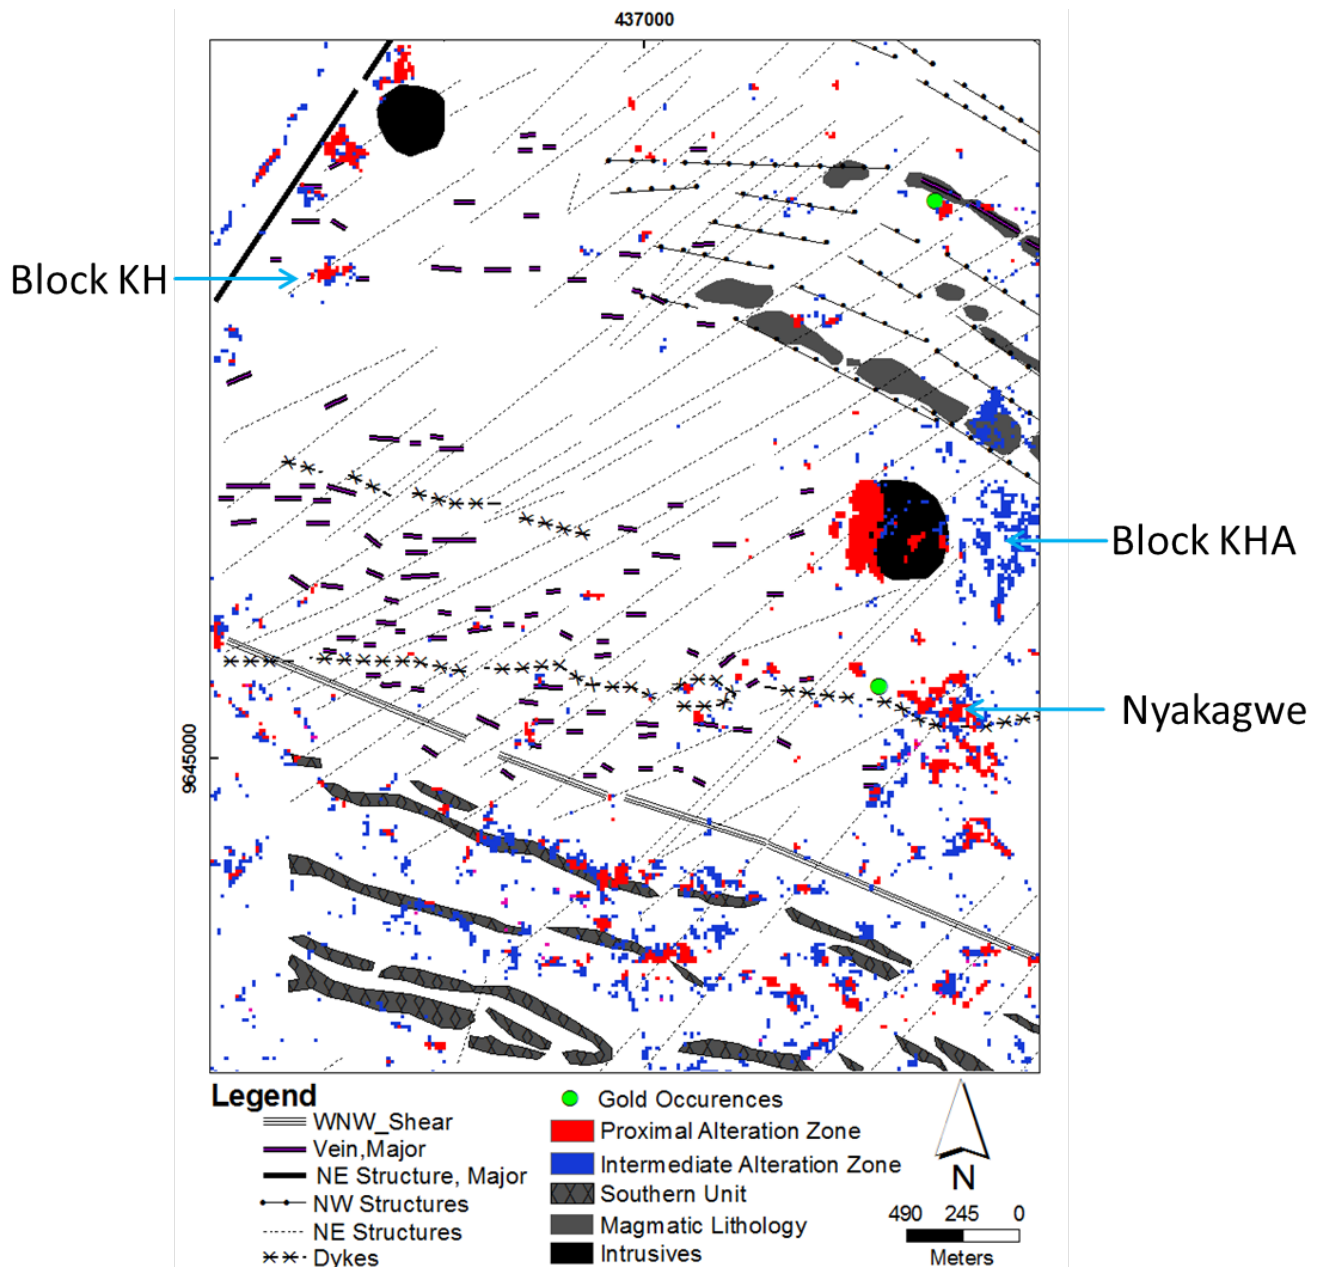 437000
Block KH
Block KHA
Nyakagwe
9645000
Legend
WNW_Shear
Vein,Major
NE Structure, Major
NW Structures
NE Structures
Dykes
Gold Occurences
Proximal Alteration Zone
Intermediate Alteration Zone
Southern Unit
Magmatic Lithology
Intrusives
N
490 245 0
Meters